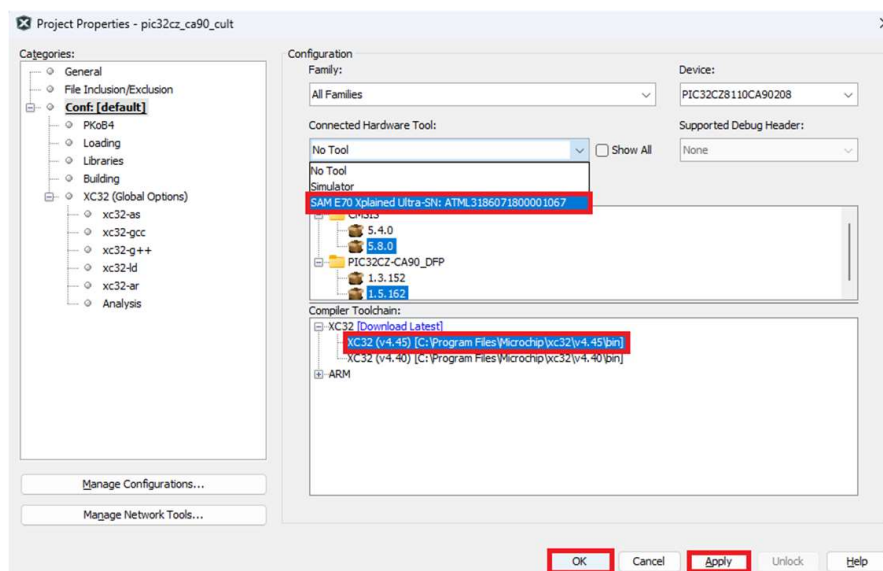 Project Properties - pic32cz_ca90_cult
Categories:
General
File Inclusion/Exclusion
Conf: [default]
PKoB4
Loading
Libraries
Building
XC32 (Global Options)
xc32-as
xc32-gcc
xc32-g++
xc32-ld
xc32-ar
Analysis
Manage Configurations...
Manage Network Tools...
Configuration
Family:
Device:
All Families
PIC32CZ8110CA90208
Connected Hardware Tool:
Supported Debug Header:
No Tool
Show All
None
No Tool
Simulator
SAM E70 Xplained Ultra-SN: ATML3186071800001067
CMSIS
5.4.0
5.8.0
PIC32CZ-CA90_DFP
1.3.152
1.5.162
Compiler Toolchain:
XC32 [Download Latest]
XC32 (v4.45) [C:\Program Files\Microchip\xc32\v4.45\bin]
XC32 (v4.40) [C:\Program Files\Microchip\xc32\v4.40\bin]
ARM
OK
Cancel
Apply
Unlock
Help